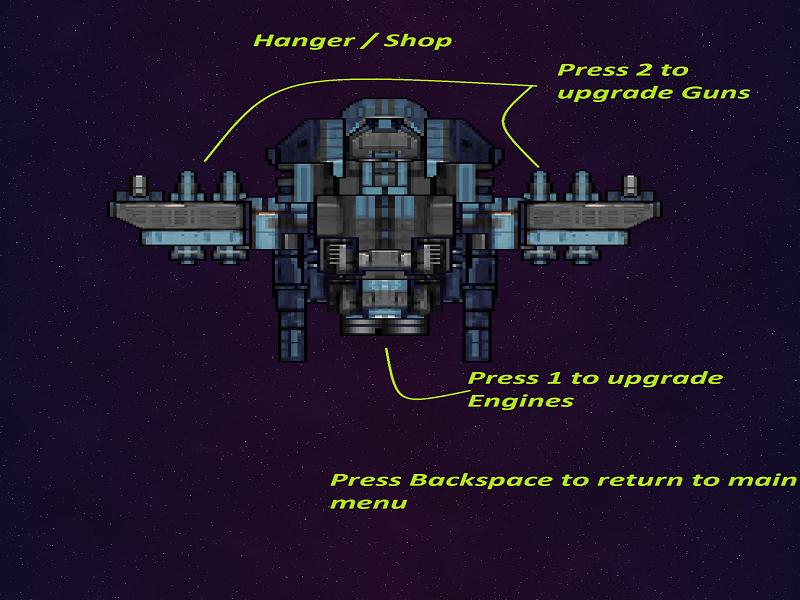 Hanger / Shop
Press 2 to
upgrade Guns
Press 1 to upgrade
Engines
Press Backspace to return to main
menu